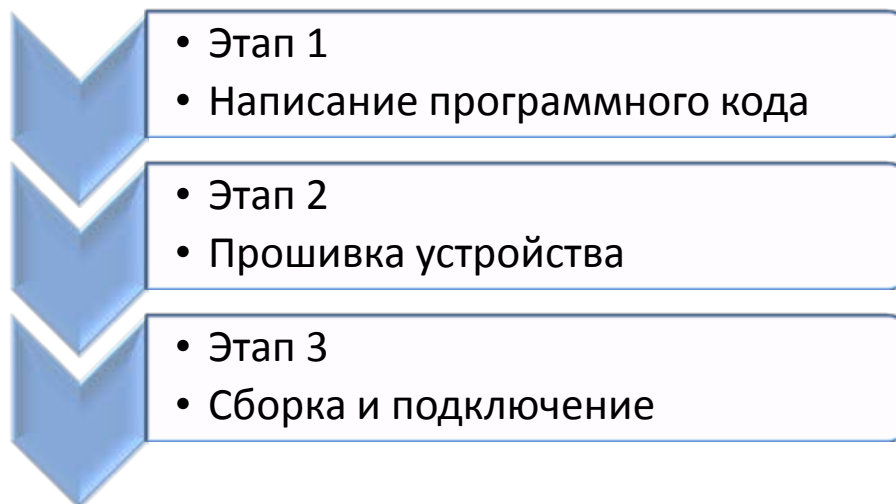 • Этап 1
• Написание программного кода
• Этап 2
• Прошивка устройства
• Этап 3
• Сборка и подключение